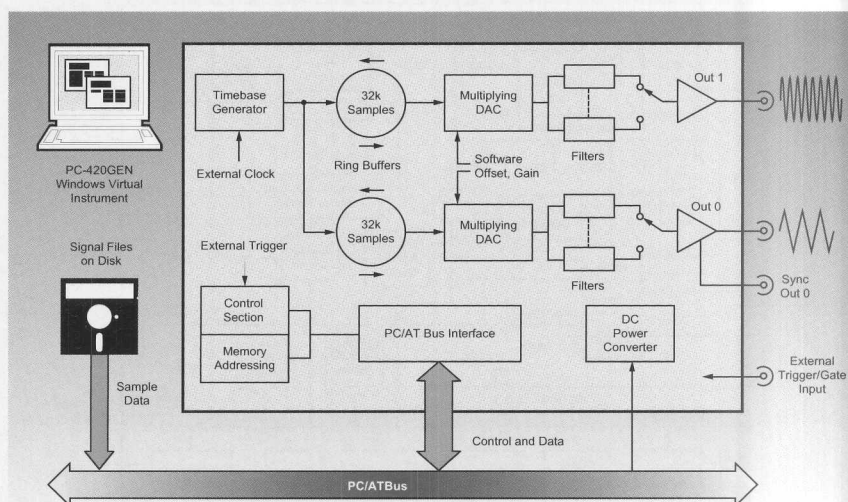 Timebase
Generator
32k
Samples
Multiplying
DAC
Out 1
External Clock
Ring Buffers
Software
Offset, Gain
Filters
PC-420GEN
Windows Virtual
Instrument
32k
Samples
Multiplying
DAC
Out 0
Signal Files
on Disk
External Trigger
Filters
Sync
Out 0
Control
Section
Memory
Addressing
PC/AT Bus Interface
DC
Power
Converter
External
Trigger/Gate
Input
Sample
Data
Control and Data
PC/ATBus